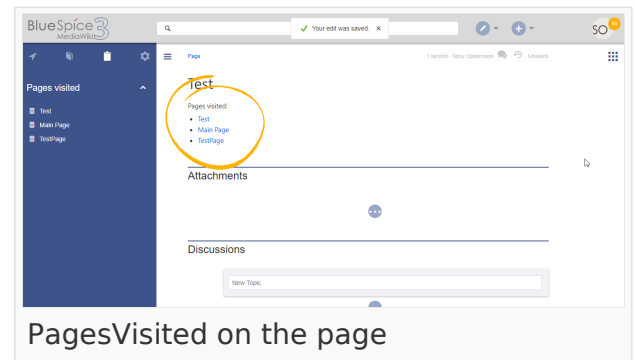 BlueSpice 3
MediaWiki
✓ Your edit was saved. ×
SO
Pages visited
Test
Main Page
TestPage
Page
1 second · Sissy Oppermann
Unwatch
Test
Pages visited:
• Test
• Main Page
• TestPage
Attachments
Discussions
New Topic
PagesVisited on the page